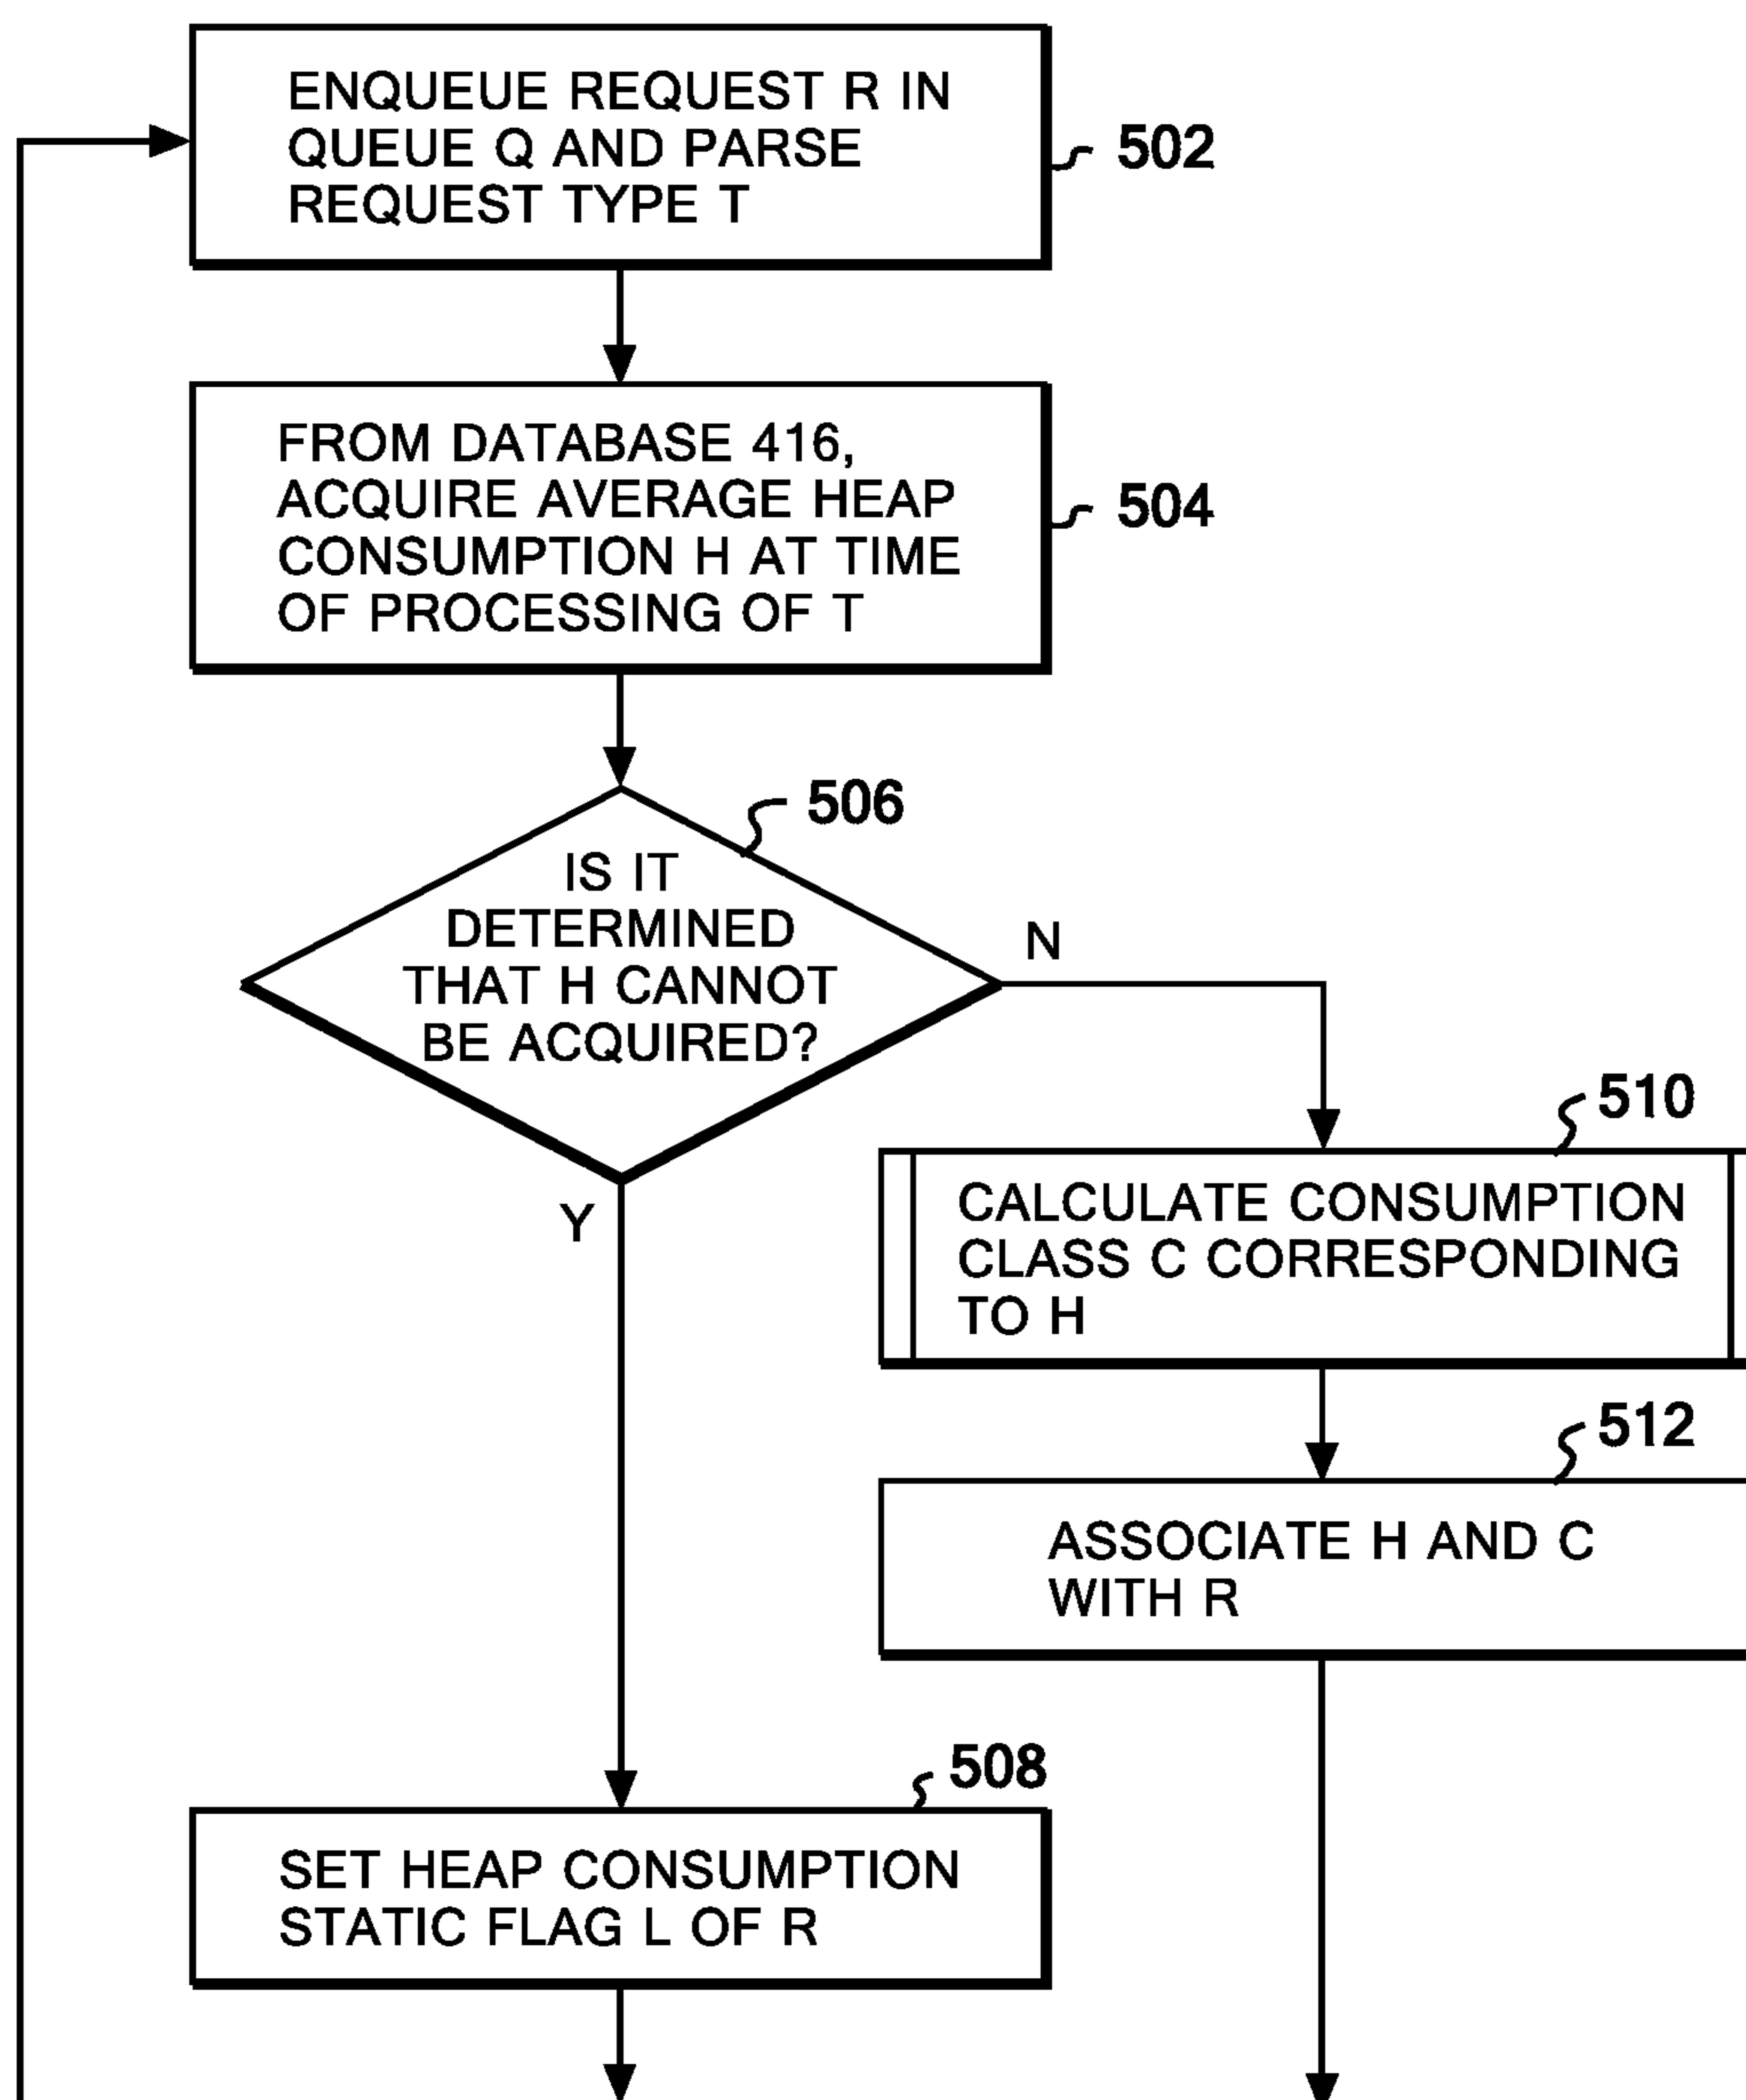 ENQUEUE REQUEST R IN
QUEUE Q AND PARSE
REQUEST TYPE T
502
FROM DATABASE 416,
ACQUIRE AVERAGE HEAP
CONSUMPTION H AT TIME
OF PROCESSING OF T
504
506
IS IT
DETERMINED
THAT H CANNOT
BE ACQUIRED?
N
Y
510
CALCULATE CONSUMPTION
CLASS C CORRESPONDING
TO H
512
ASSOCIATE H AND C
WITH R
508
SET HEAP CONSUMPTION
STATIC FLAG L OF R